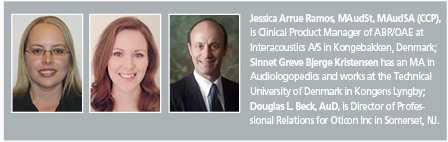 Jessica Arrue Ramos, MAudSt, MAudSA (CCP),
is Clinical Product Manager of ABR/OAE at
Interacoustics A/S in Kongebakken, Denmark;
Sinnet Greve Bjerge Kristensen has an MA in
Audiologopedics and works at the Technical
University of Denmark in Kongens Lyngby;
Douglas L. Beck, AuD, is Director of Profes-
sional Relations for Oticon Inc in Somerset, NJ.